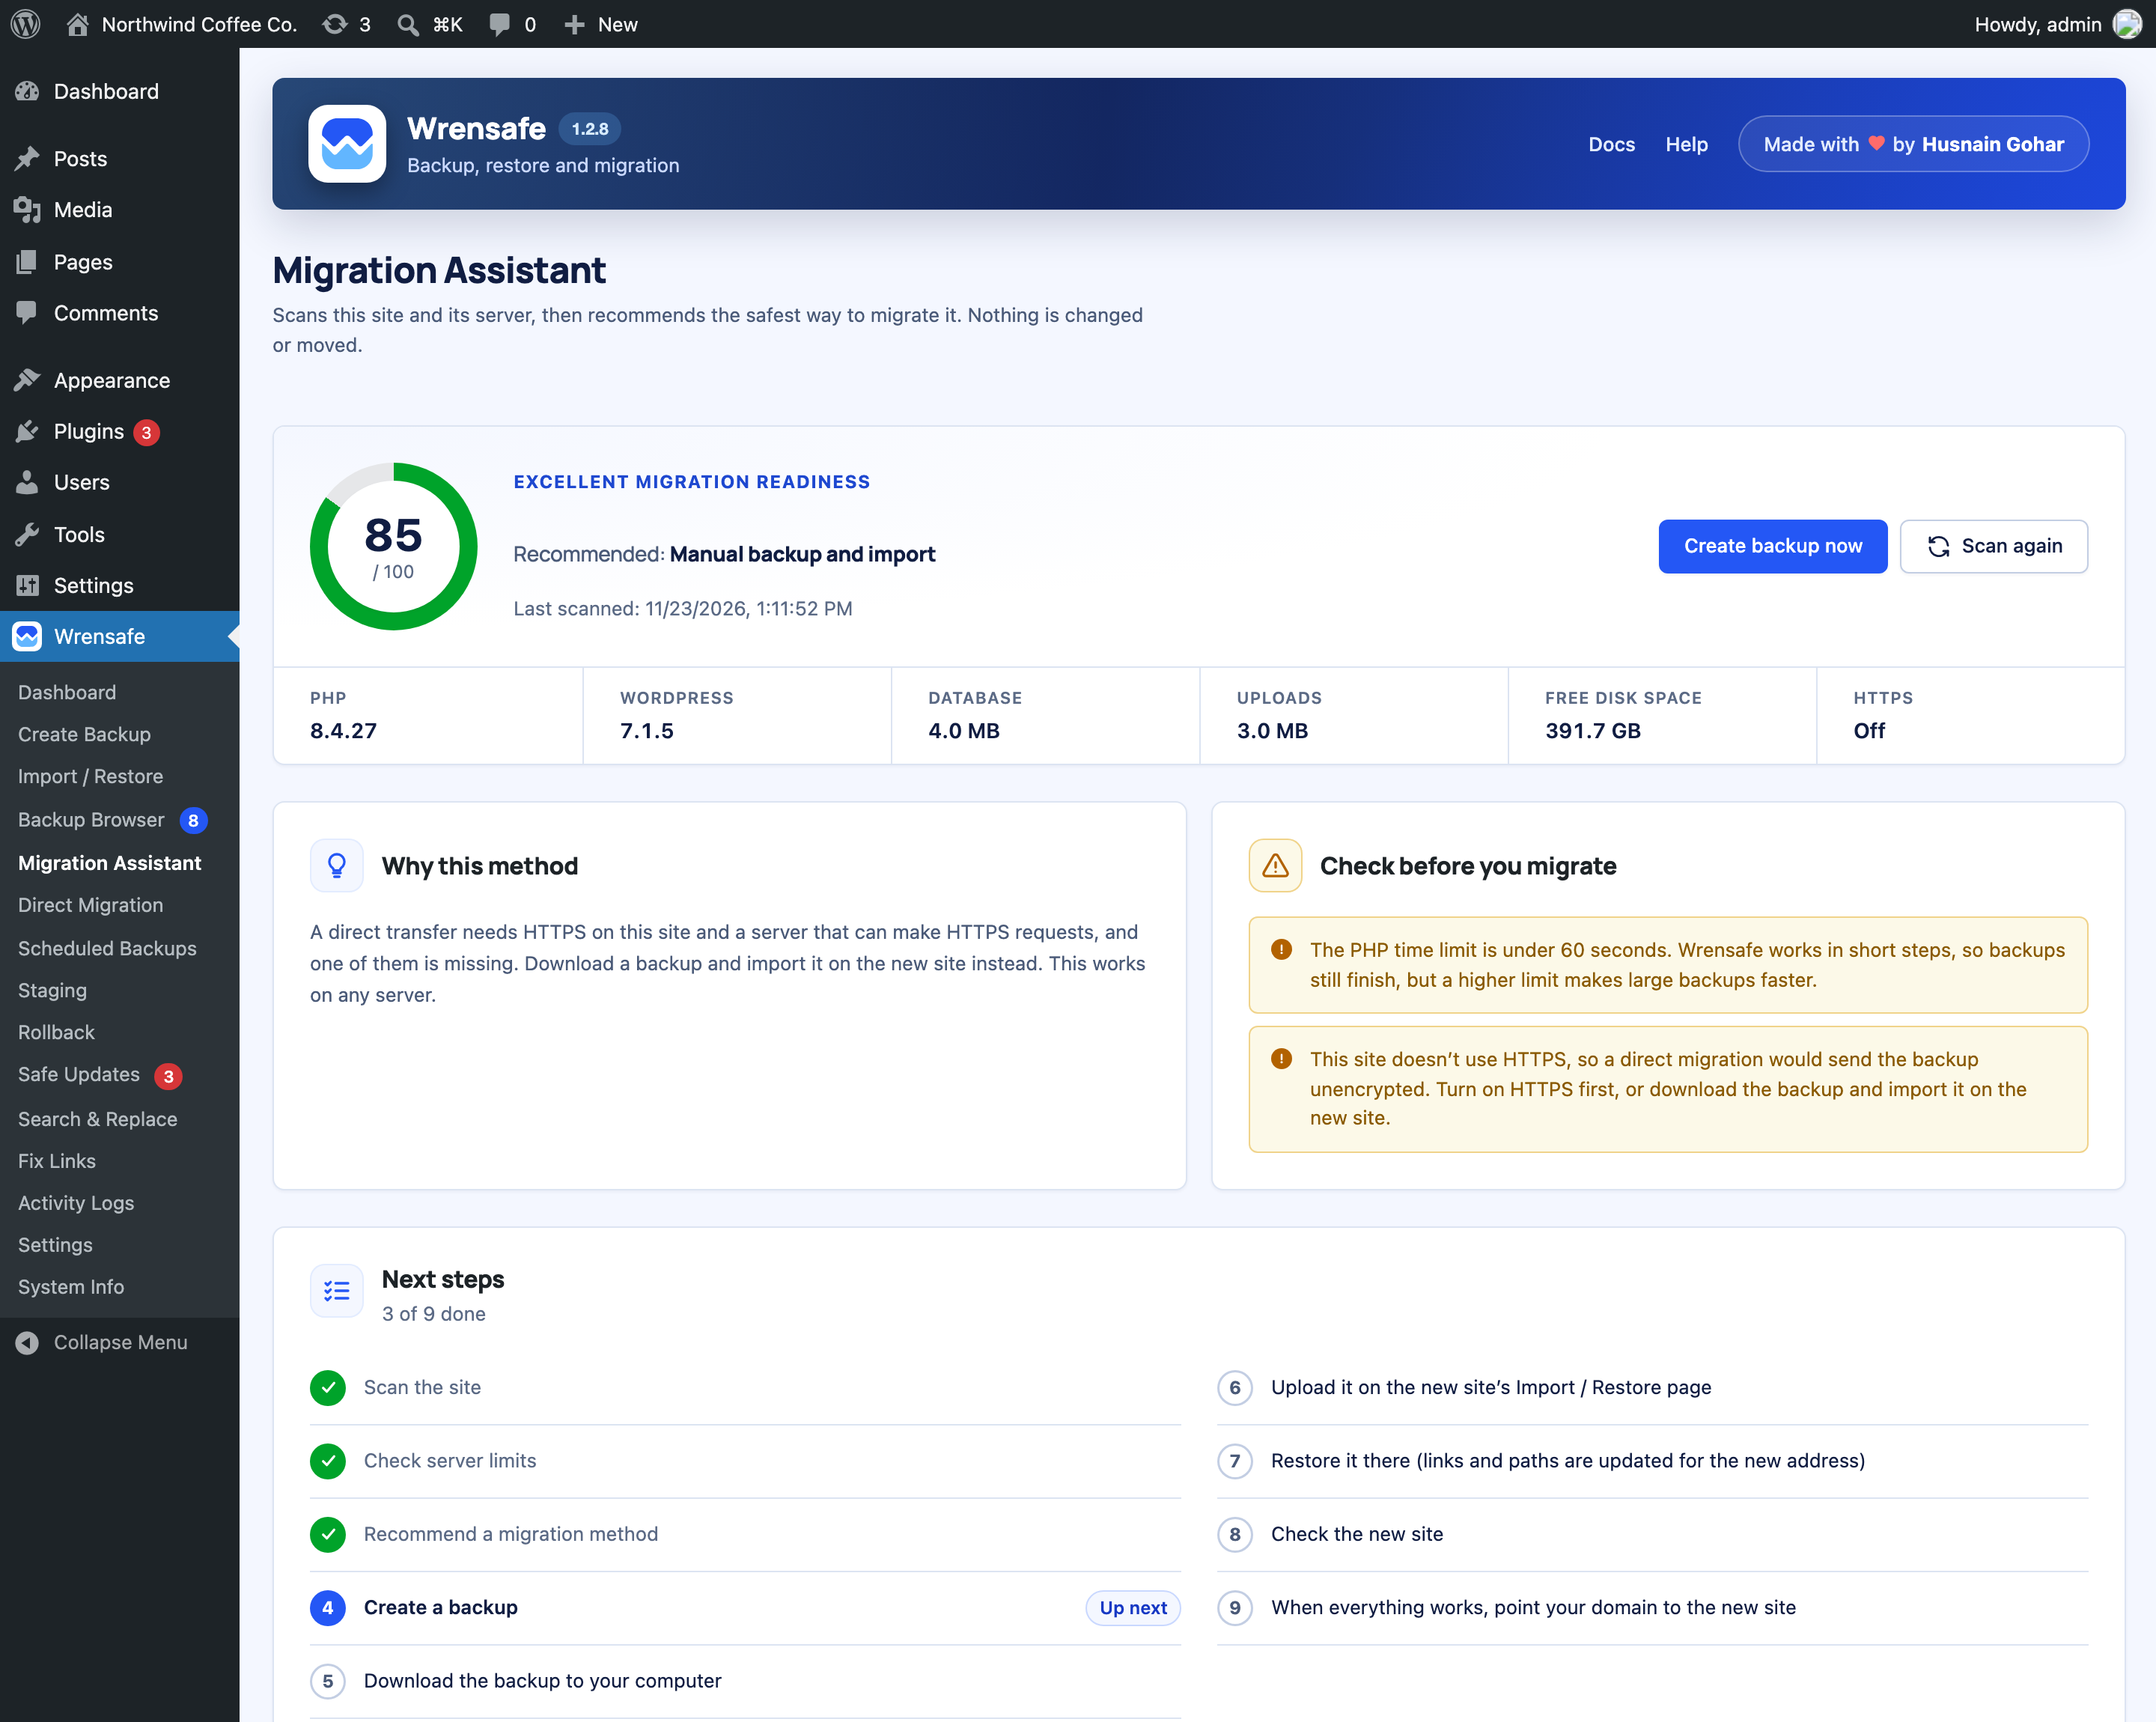 Northwind Coffee Co.
3
⌘K
0
New
Howdy, admin
Dashboard
Posts
Media
Pages
Comments
Appearance
Plugins 3
Users
Tools
Settings
Wrensafe
Dashboard
Create Backup
Import / Restore
Backup Browser 8
Migration Assistant
Direct Migration
Scheduled Backups
Staging
Rollback
Safe Updates 3
Search & Replace
Fix Links
Activity Logs
Settings
System Info
Collapse Menu
Wrensafe 1.2.8
Backup, restore and migration
Docs
Help
Made with ♥ by Husnain Gohar
Migration Assistant
Scans this site and its server, then recommends the safest way to migrate it. Nothing is changed
or moved.
85
/ 100
EXCELLENT MIGRATION READINESS
Recommended: Manual backup and import
Last scanned: 11/23/2026, 1:11:52 PM
Create backup now
Scan again
PHP
8.4.27
WORDPRESS
7.1.5
DATABASE
4.0 MB
UPLOADS
3.0 MB
FREE DISK SPACE
391.7 GB
HTTPS
Off
Why this method
A direct transfer needs HTTPS on this site and a server that can make HTTPS requests, and
one of them is missing. Download a backup and import it on the new site instead. This works
on any server.
Check before you migrate
The PHP time limit is under 60 seconds. Wrensafe works in short steps, so backups
still finish, but a higher limit makes large backups faster.
This site doesn’t use HTTPS, so a direct migration would send the backup
unencrypted. Turn on HTTPS first, or download the backup and import it on the
new site.
Next steps
3 of 9 done
Scan the site
Check server limits
Recommend a migration method
4 Create a backup Up next
5 Download the backup to your computer
6 Upload it on the new site’s Import / Restore page
7 Restore it there (links and paths are updated for the new address)
8 Check the new site
9 When everything works, point your domain to the new site